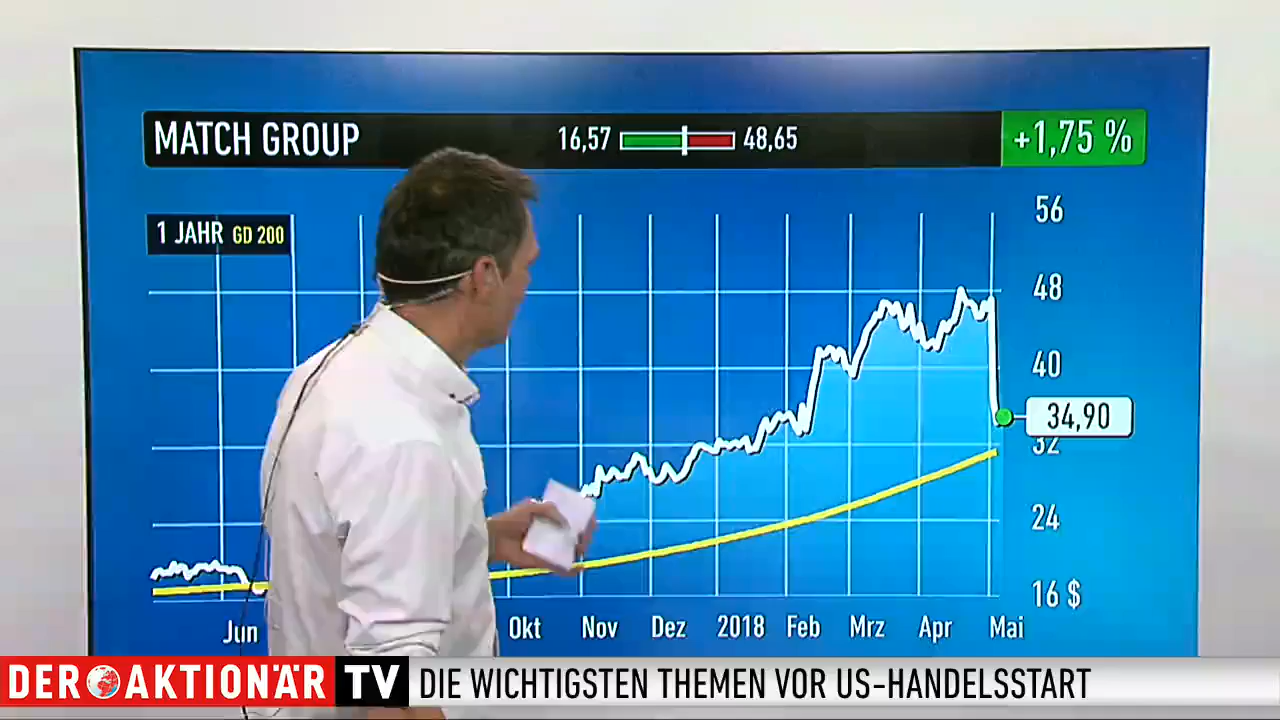 MATCH GROUP 16,57 48,65 +1,75 %
1 JAHR GD 200
56
48
40
34,90
32
24
16 $
Jun Okt Nov Dez 2018 Feb Mrz Apr Mai
DER AKTIONÄR TV DIE WICHTIGSTEN THEMEN VOR US-HANDELSSTART